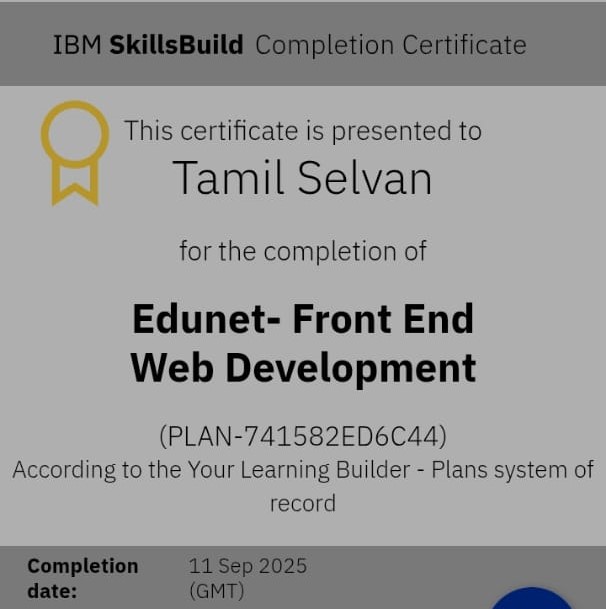 IBM SkillsBuild Completion Certificate
This certificate is presented to
Tamil Selvan
for the completion of
Edunet- Front End
Web Development
(PLAN-741582ED6C44)
According to the Your Learning Builder - Plans system of
record
Completion 11 Sep 2025
date: (GMT)